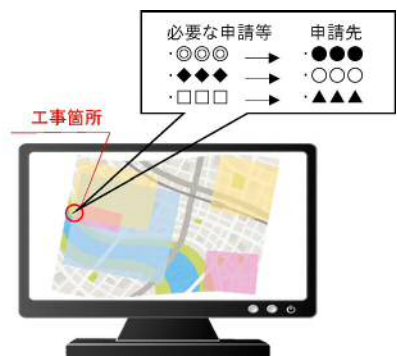 必要な申請等　申請先
・◎◎◎ → ・●●●
・◆◆◆ → ・○○○
・□□□ → ・▲▲▲
工事箇所